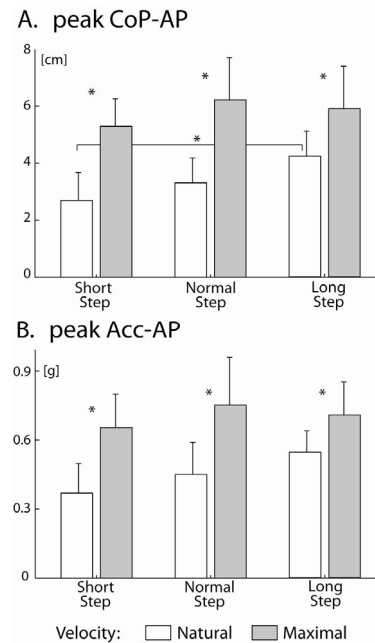 A. peak CoP-AP
8
[cm]
*
*
*
6
*
4
2
0
Short
Step
Normal
Step
Long
Step
B. peak Acc-AP
0.9
[g]
*
*
*
0.6
0.3
0
Short
Step
Normal
Step
Long
Step
Velocity: Natural Maximal